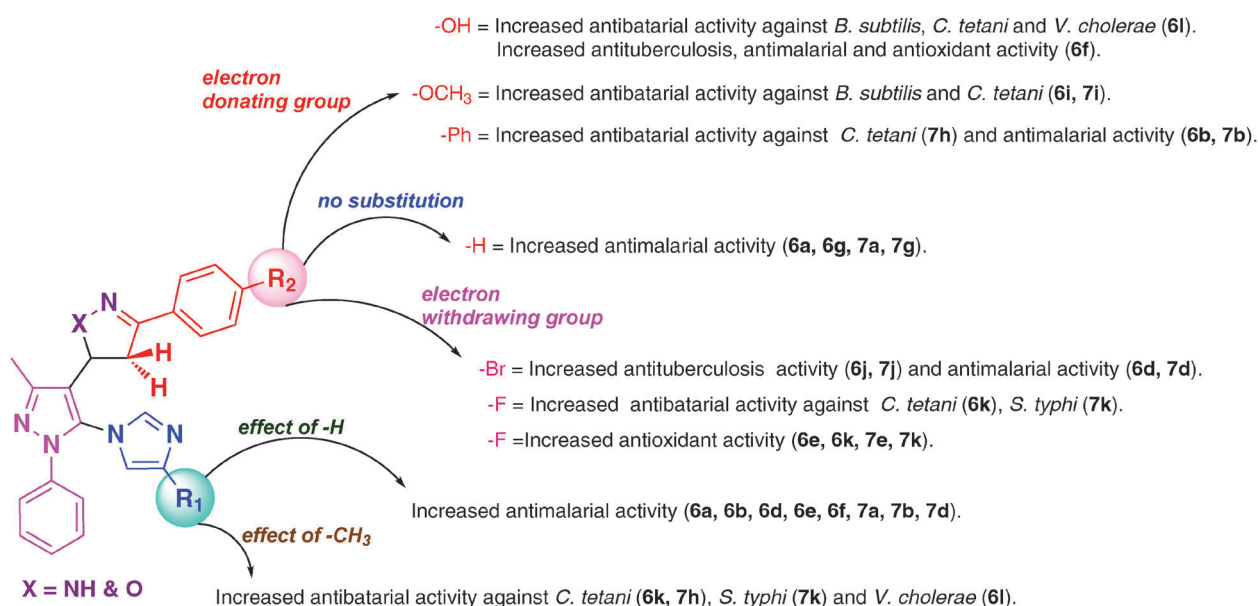 -OH = Increased antibatarial activity against B. subtilis, C. tetani and V. cholerae (6l).
Increased antituberculosis, antimalarial and antioxidant activity (6f).
electron
donating group
-OCH₃ = Increased antibatarial activity against B. subtilis and C. tetani (6i, 7i).
-Ph = Increased antibatarial activity against C. tetani (7h) and antimalarial activity (6b, 7b).
no substitution
-H = Increased antimalarial activity (6a, 6g, 7a, 7g).
R₂
electron
withdrawing group
N
X
H
H
-Br = Increased antituberculosis activity (6j, 7j) and antimalarial activity (6d, 7d).
-F = Increased antibatarial activity against C. tetani (6k), S. typhi (7k).
-F =Increased antioxidant activity (6e, 6k, 7e, 7k).
N
N
N
N
effect of -H
R₁
Increased antimalarial activity (6a, 6b, 6d, 6e, 6f, 7a, 7b, 7d).
effect of -CH₃
X = NH & O
Increased antibatarial activity against C. tetani (6k, 7h), S. typhi (7k) and V. cholerae (6l).